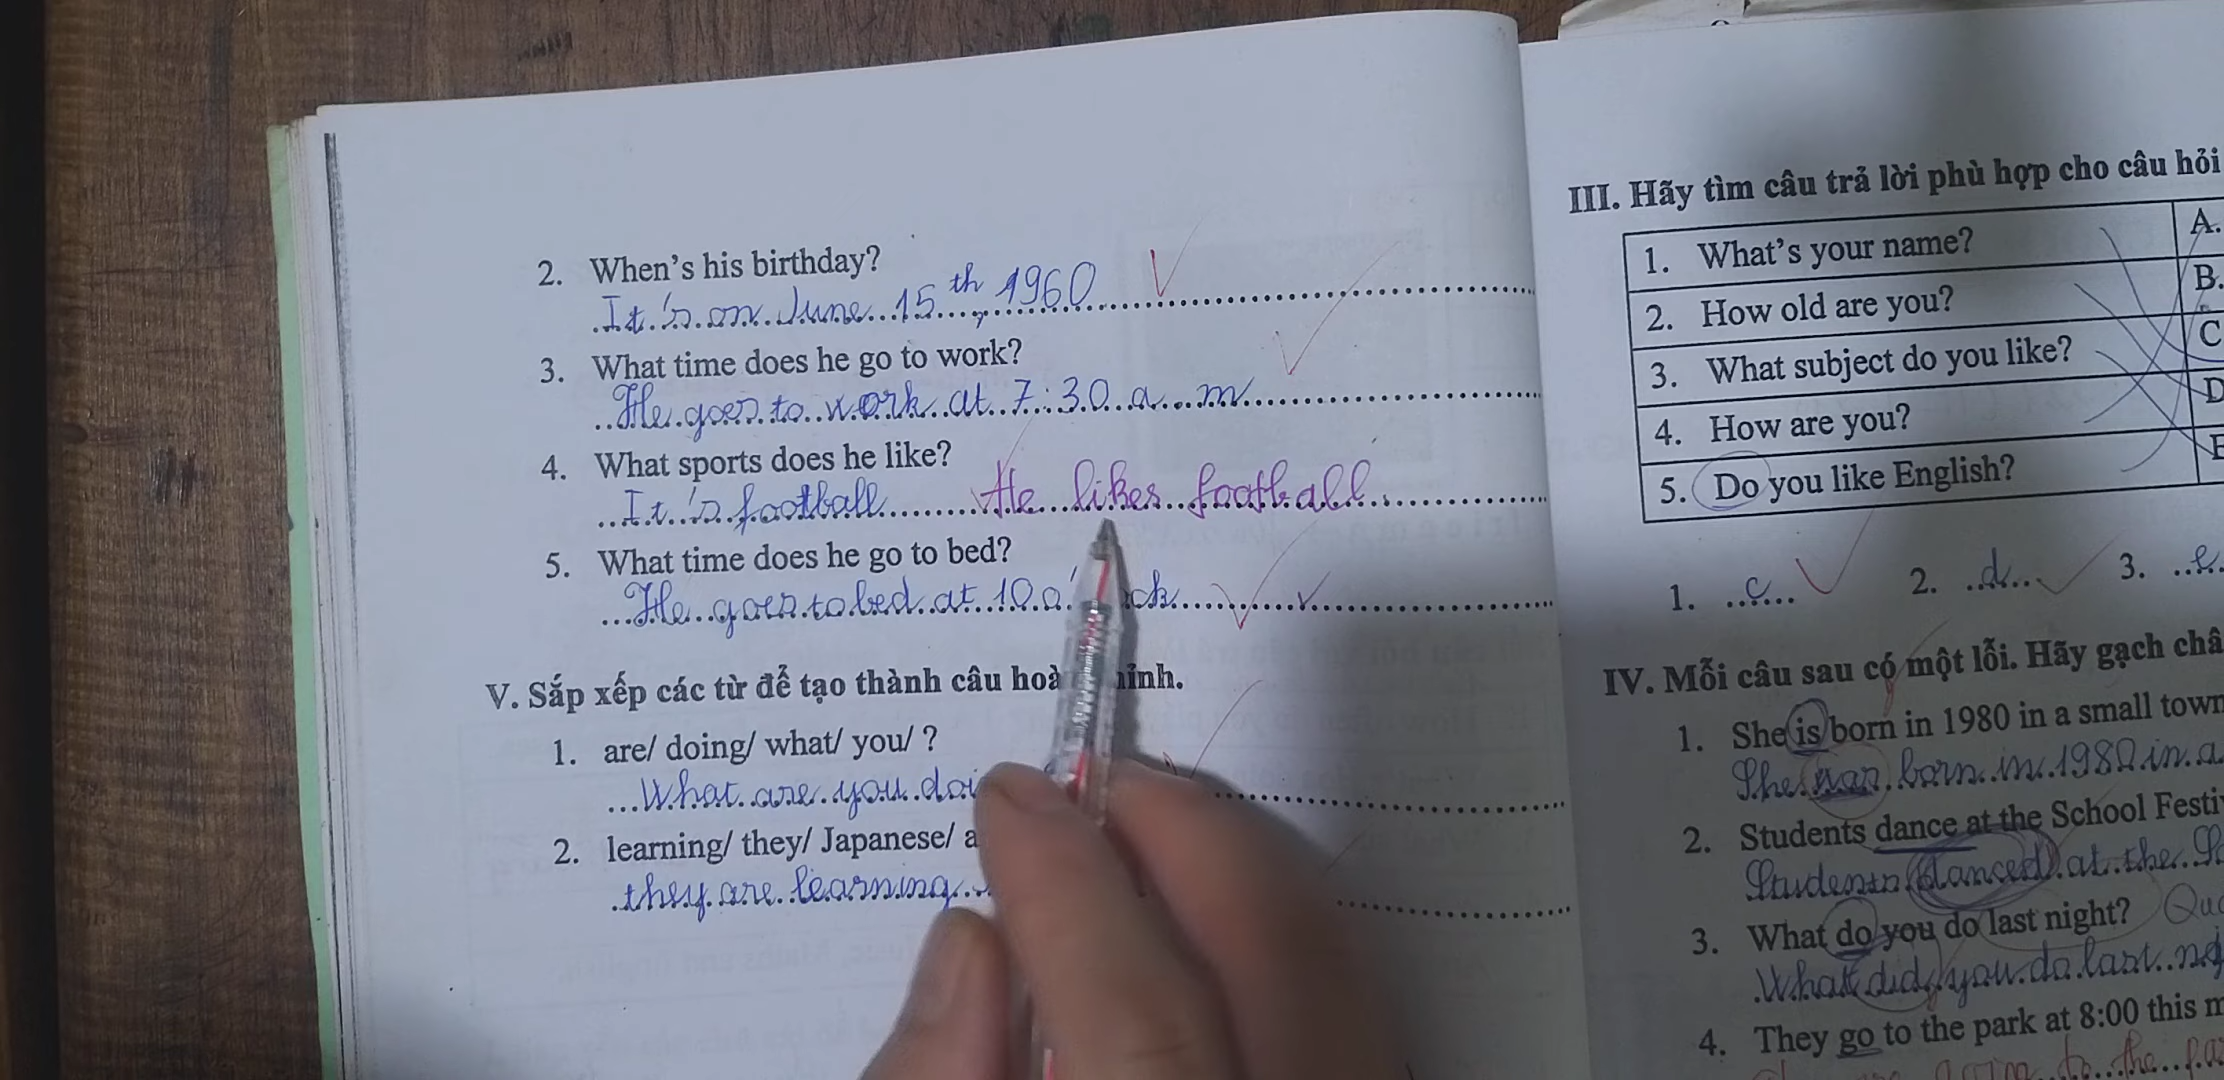 2. When's his birthday?
It's on June 15th, 1960
3. What time does he go to work?
He goes to work at 7:30 a.m
4. What sports does he like?
It's football He likes football.
5. What time does he go to bed?
He goes to bed at 10 o'
V. Sắp xếp các từ để tạo thành câu
1. are/ doing/ what/ you/ ?
What are you
2. learning/ they/ Japanese/
they are learning
III. Hãy tìm câu trả lời phù hợp cho câu hỏi
1. What's your name? A.
2. How old are you? B.
3. What subject do you like? C
4. How are you? D
5. Do you like English? E
1. c 2. d 3. e
IV. Mỗi câu sau có một lỗi. Hãy gạch
1. She is born in 1980 in a small town
She was born in 1980 in a
2. Students dance at the School
Students danced at the
3. What do you do last night?
What did you do last
4. They go to the park at 8:00 this
to the